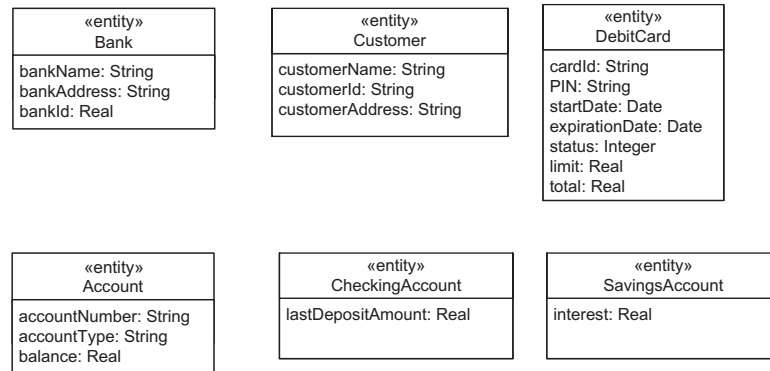 «entity»
Bank
bankName: String
bankAddress: String
bankId: Real
«entity»
Customer
customerName: String
customerId: String
customerAddress: String
«entity»
DebitCard
cardId: String
PIN: String
startDate: Date
expirationDate: Date
status: Integer
limit: Real
total: Real
«entity»
Account
accountNumber: String
accountType: String
balance: Real
«entity»
CheckingAccount
lastDepositAmount: Real
«entity»
SavingsAccount
interest: Real